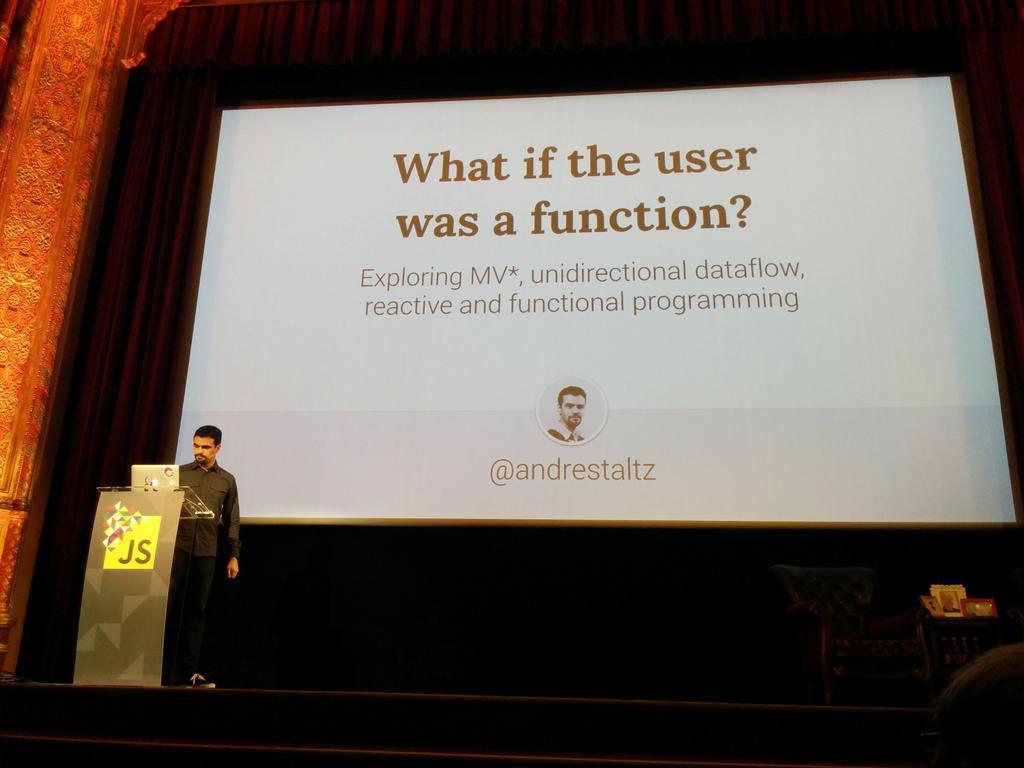 What if the user
was a function?
Exploring MV*, unidirectional dataflow,
reactive and functional programming
@andrestaltz
JS